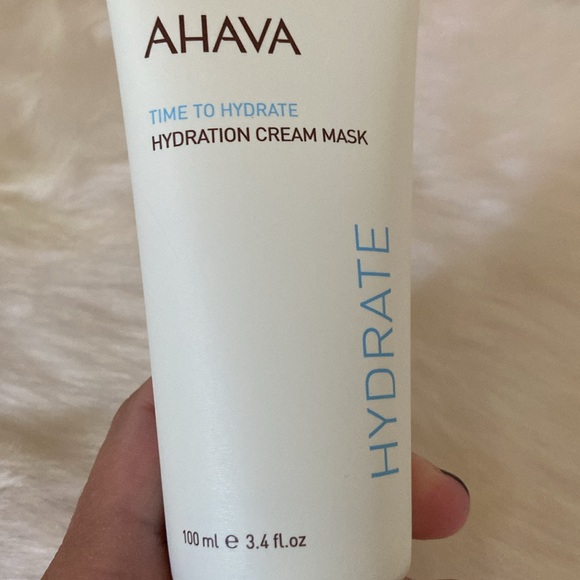 AHAVA
TIME TO HYDRATE
HYDRATION CREAM MASK
HYDRATE
100 ml e 3.4 fl.oz